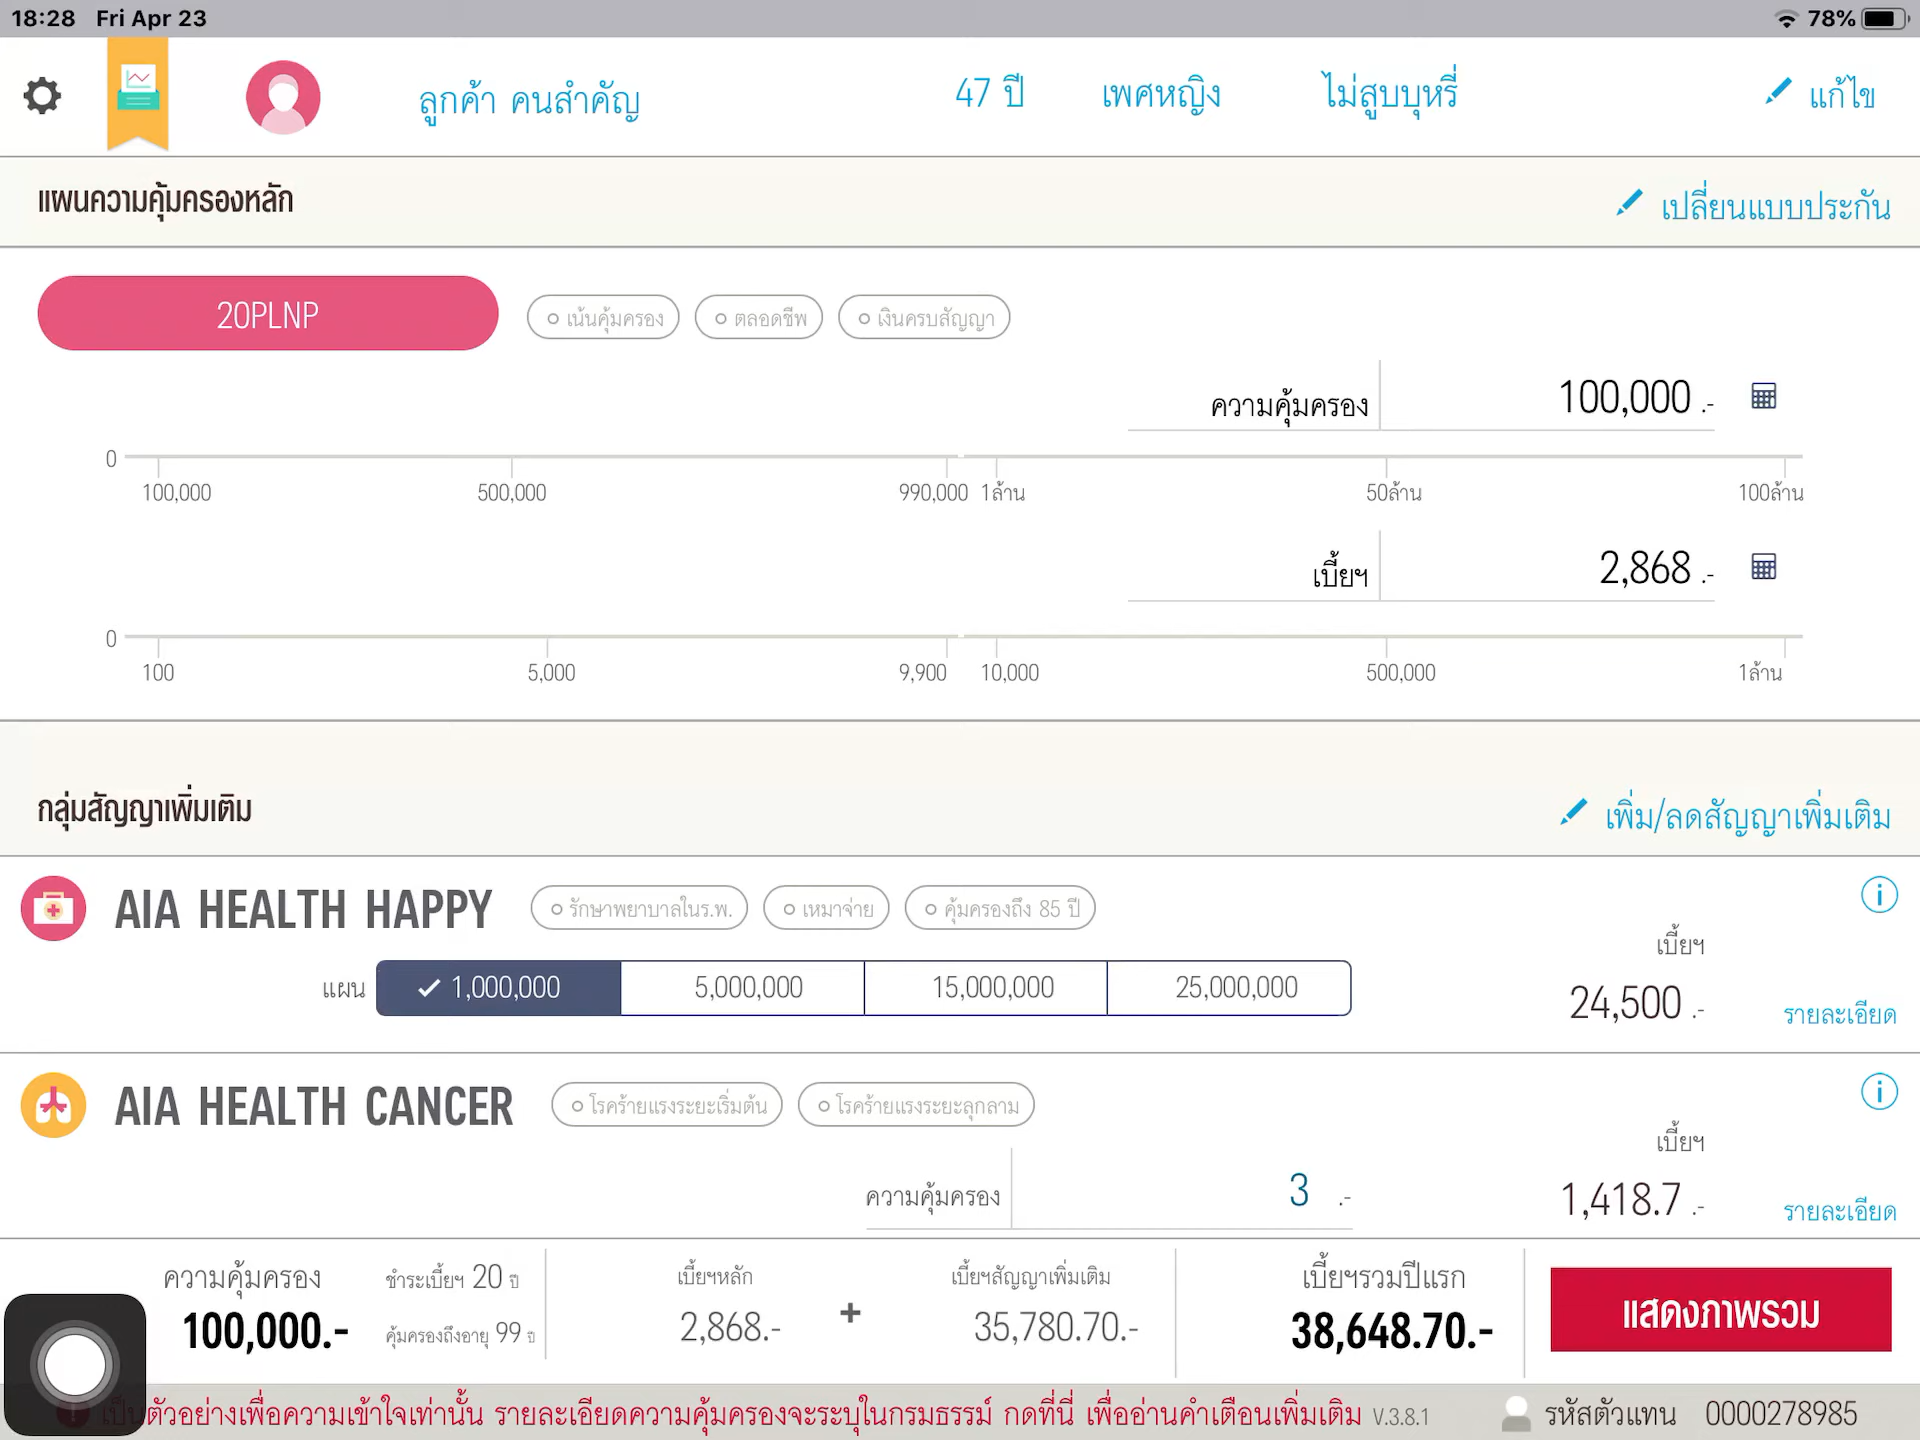 18:28 Fri Apr 23 78%
ลูกค้า คนสำคัญ 47 ปี เพศหญิง ไม่สูบบุหรี่ แก้ไข
แผนความคุ้มครองหลัก เปลี่ยนแบบประกัน
20PLNP เน้นคุ้มครอง ตลอดชีพ เงินครบสัญญา
ความคุ้มครอง 100,000 .-
0
100,000 500,000 990,000 1ล้าน 50ล้าน 100ล้าน
เบี้ยฯ 2,868 .-
0
100 5,000 9,900 10,000 500,000 1ล้าน
กลุ่มสัญญาเพิ่มเติม เพิ่ม/ลดสัญญาเพิ่มเติม
AIA HEALTH HAPPY รักษาพยาบาลในร.พ. เหมาจ่าย คุ้มครองถึง 85 ปี
เบี้ยฯ
แผน 1,000,000 5,000,000 15,000,000 25,000,000 24,500 .- รายละเอียด
AIA HEALTH CANCER โรคร้ายแรงระยะเริ่มต้น โรคร้ายแรงระยะลุกลาม
เบี้ยฯ
ความคุ้มครอง 3 .- 1,418.7 .- รายละเอียด
ความคุ้มครอง ชำระเบี้ยฯ 20 ปี เบี้ยฯหลัก เบี้ยฯสัญญาเพิ่มเติม เบี้ยฯรวมปีแรก
100,000.- คุ้มครองถึงอายุ 99 ปี 2,868.- + 35,780.70.- 38,648.70.- แสดงภาพรวม
เป็นตัวอย่างเพื่อความเข้าใจเท่านั้น รายละเอียดความคุ้มครองจะระบุในกรมธรรม์ กดที่นี่ เพื่ออ่านคำเตือนเพิ่มเติม V.3.8.1 รหัสตัวแทน 0000278985